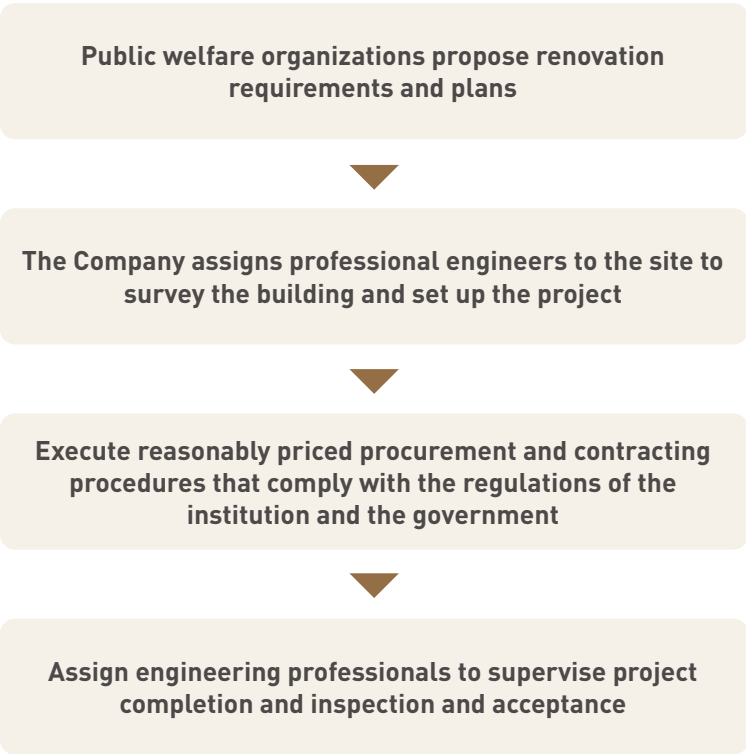 Public welfare organizations propose renovation
requirements and plans
The Company assigns professional engineers to the site to
survey the building and set up the project
Execute reasonably priced procurement and contracting
procedures that comply with the regulations of the
institution and the government
Assign engineering professionals to supervise project
completion and inspection and acceptance